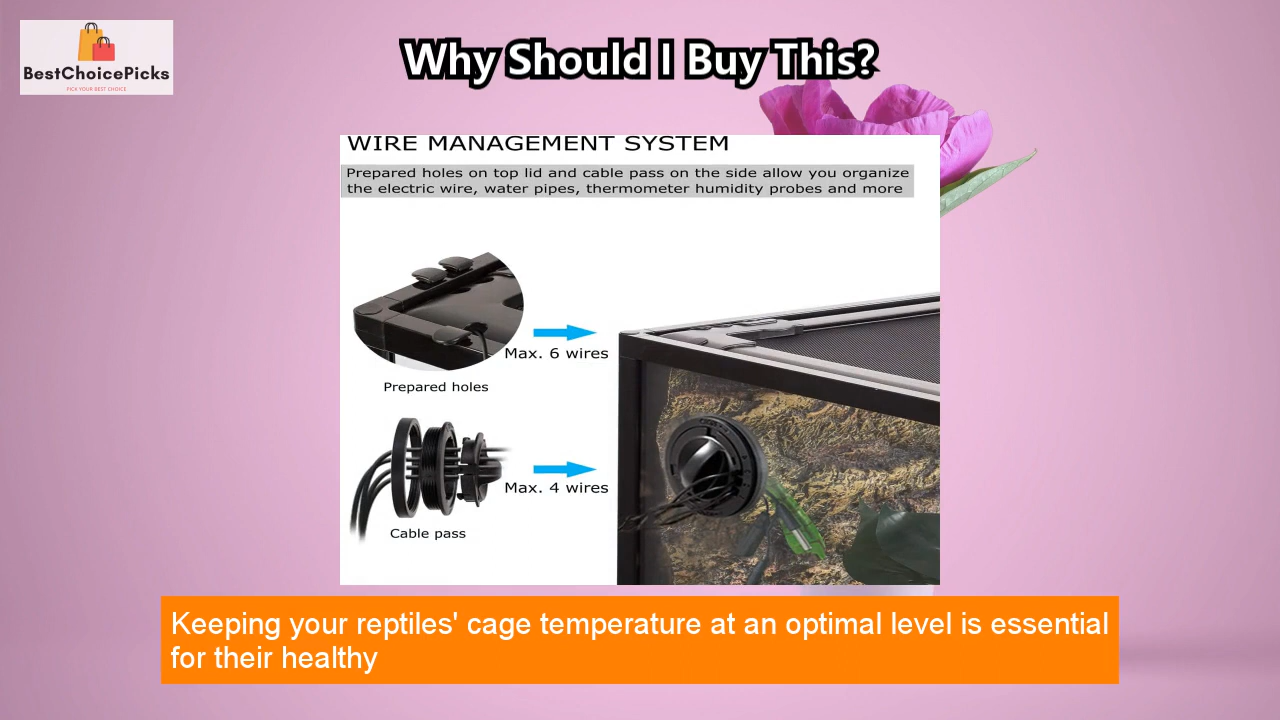 Why Should I Buy This?
BestChoicePicks
PICK YOUR BEST CHOICE
WIRE MANAGEMENT SYSTEM
Prepared holes on top lid and cable pass on the side allow you organize
the electric wire, water pipes, thermometer humidity probes and more
Max. 6 wires
Prepared holes
Max. 4 wires
Cable pass
Keeping your reptiles' cage temperature at an optimal level is essential
for their healthy